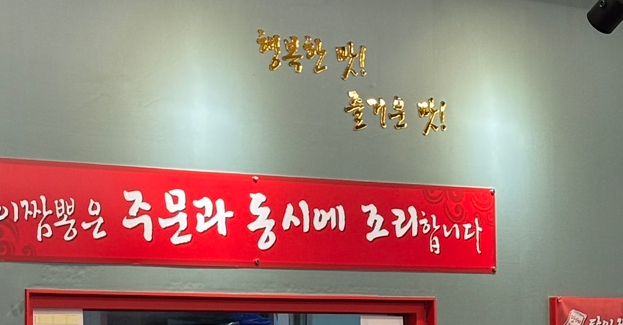 행복한 맛!
즐거운 맛!
이짬뽕은 주문과 동시에 조리합니다